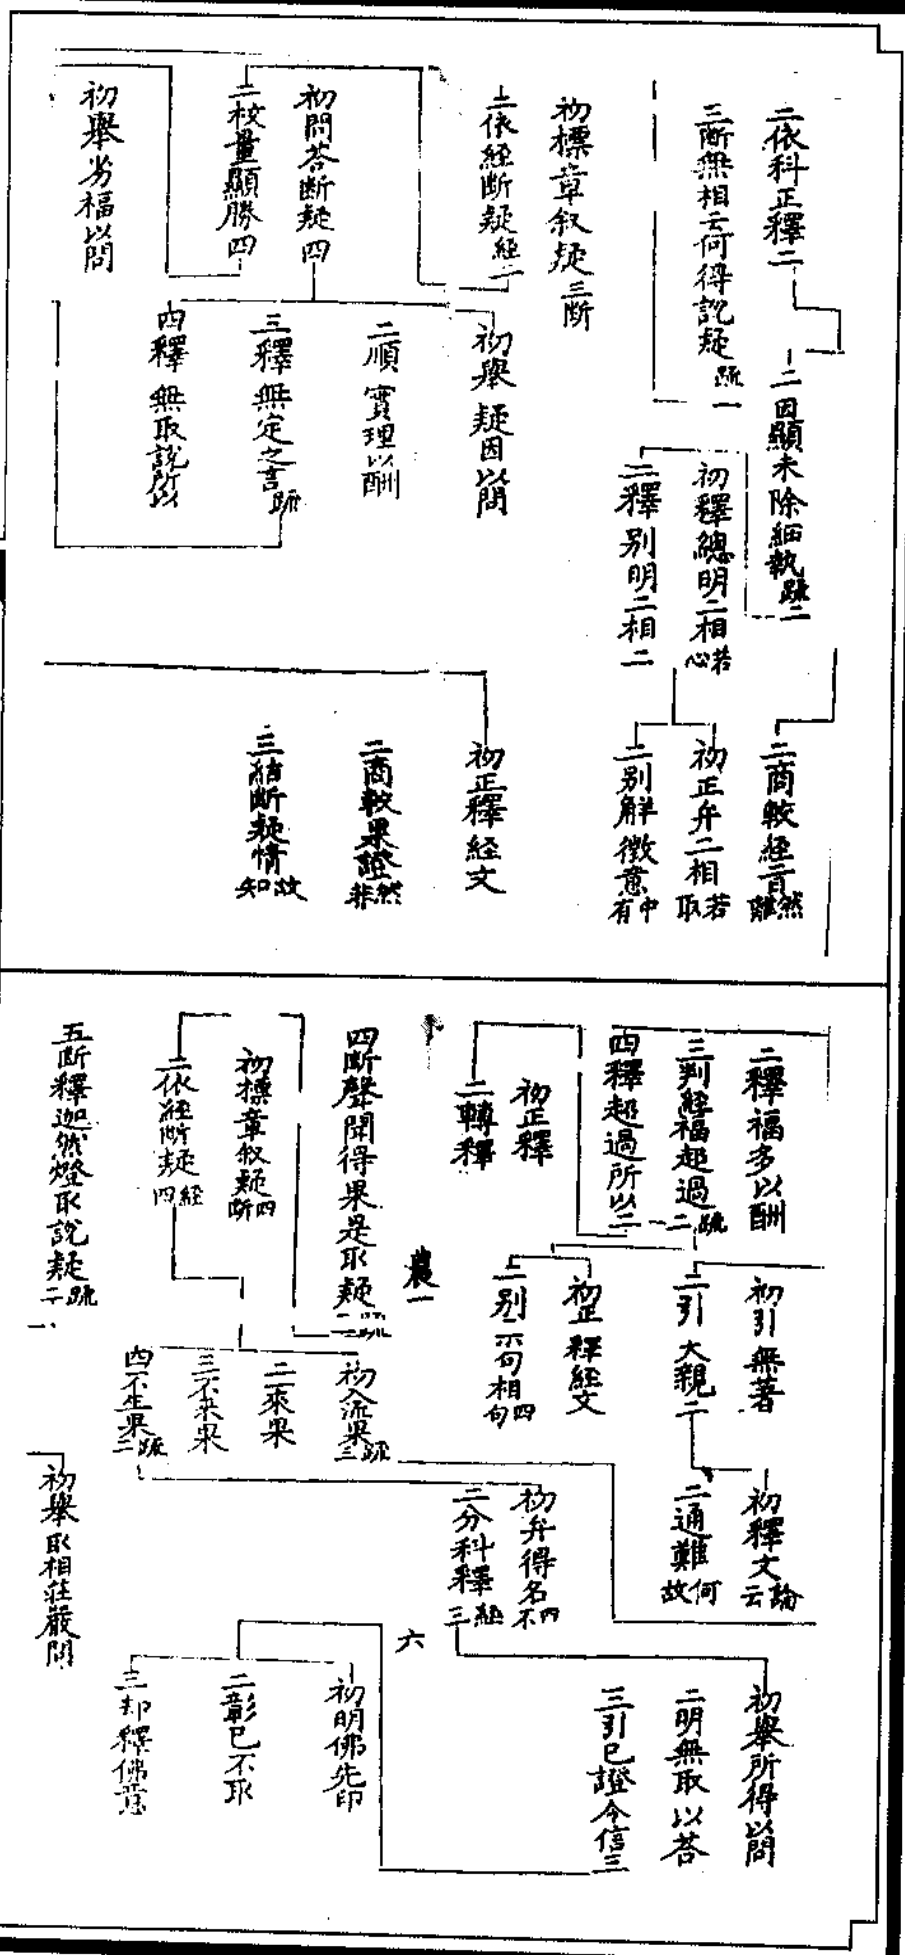 二依科正釋二
三斷無相云何得說疑疏一
二因顯未除細執疏二
初釋總明二相若心
二釋別明二相二
二商較經旨然離
初正弁二相若取
二別解徵意中有
初標章叙疑三斷
二依經斷疑經二
初問荅斷疑四
二校量顯勝四
初舉劣福以問
初舉疑因以問
二順實理以酬
三釋無定之言疏
四釋無取說所以
初正釋経文
二商較果證然非
三結斷疑情故知
二釋福多以酬
三判經福超過疏二
四釋超過所以二
初正釋
二轉釋
初引無著
二引大親二
初正釋經文
二別示句相四句
初釋文論云
二通難何故
農一
四斷聲聞得果是取疑疏二
初標章叙疑四斷
二依經斷疑經四
初入流果疏三
二來果
三不来果
四不生果疏二
初弁得名四不
二分科釋經三
六
初舉所得以問
二明無取以荅
三引已證令信三
初明佛先印
二彰已不取
三却釋佛意
五斷釋迦然燈取說疑疏二
初舉取相莊嚴問